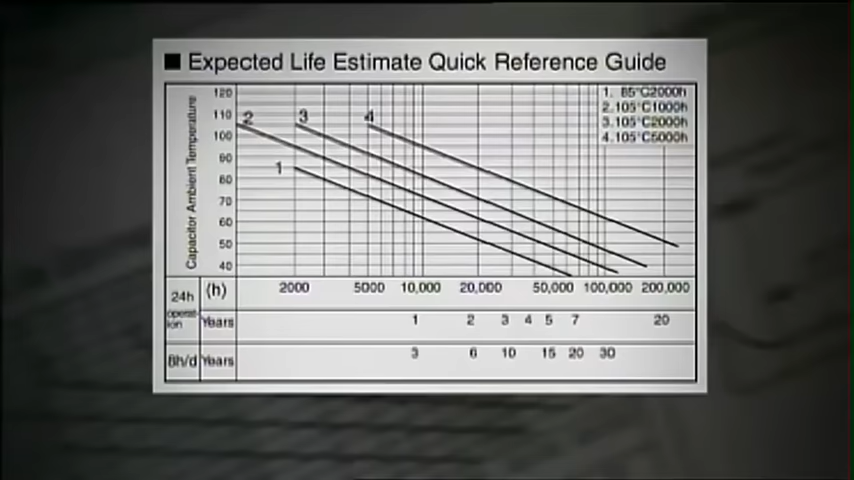 ■ Expected Life Estimate Quick Reference Guide
Capacitor Ambient Temperature
120
110
100
90
80
70
60
50
40
1
2
3
4
1. 85°C2000h
2.105°C1000h
3.105°C2000h
4.105°C5000h
24h operation (h) 2000 5000 10,000 20,000 50,000 100,000 200,000
Years 1 2 3 4 5 7 20
8h/d Years 3 6 10 15 20 30